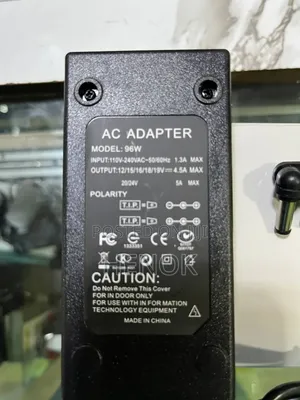 AC ADAPTER
MODEL: 96W
INPUT:110V-240VAC~50/60Hz 1.3A MAX
OUTPUT:12/15/16/18/19V⎓4.5A MAX
20/24V 5A MAX
POLARITY
T.I.P.
T.I.P.
FC CE
CAUTION:
Do Not Remove This Cover
FOR IN DOOR ONLY
FOR USE WITH IN FOR MATION
TECHNOLOGY EQUIPMENT
MADE IN CHINA